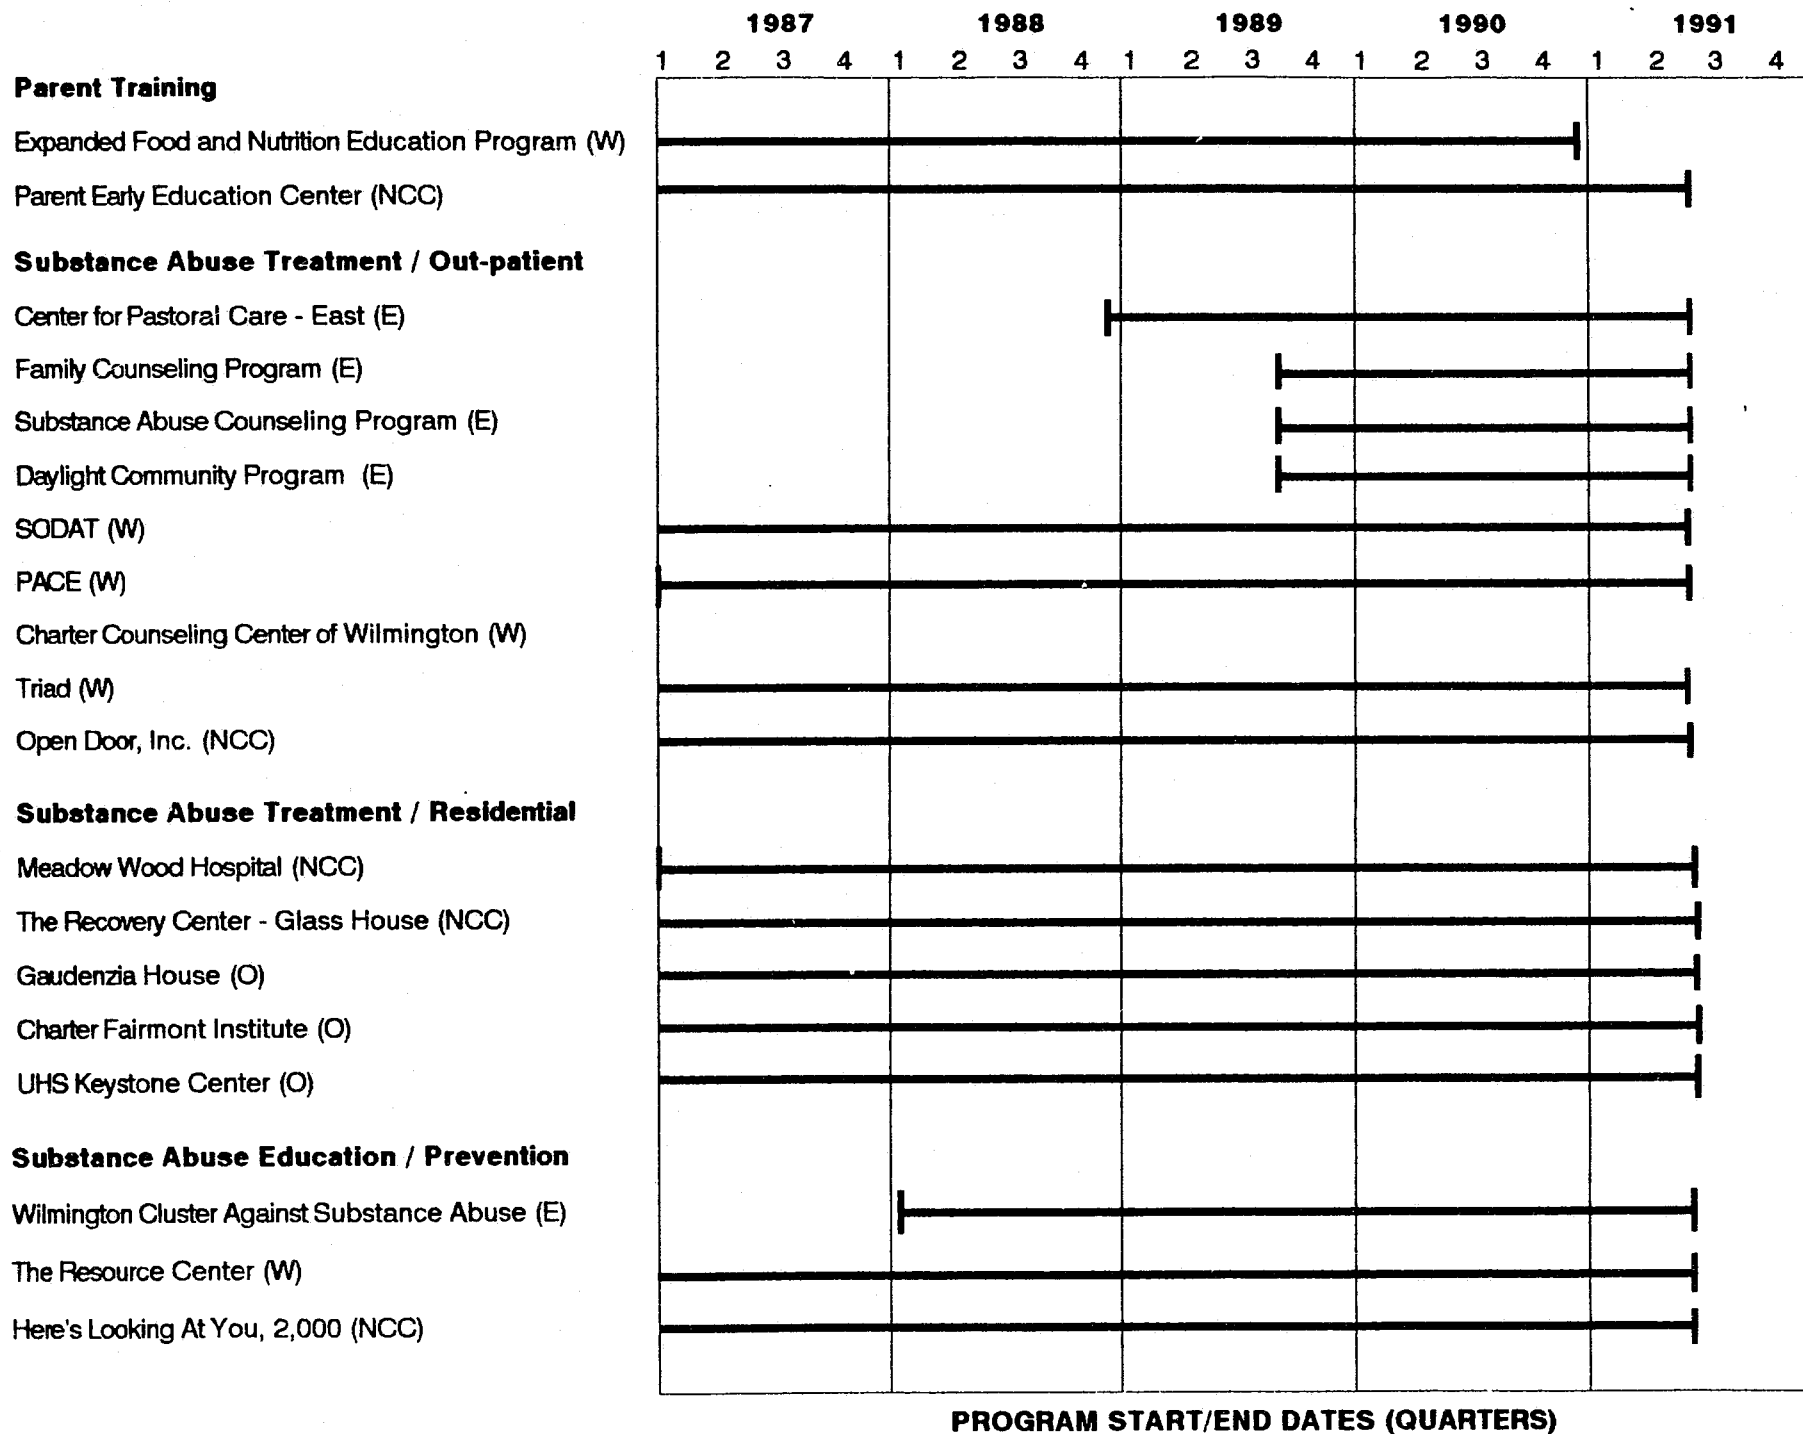 1987 1988 1989 1990 1991
1 2 3 4 1 2 3 4 1 2 3 4 1 2 3 4 1 2 3 4
Parent Training
Expanded Food and Nutrition Education Program (W)
Parent Early Education Center (NCC)
Substance Abuse Treatment / Out-patient
Center for Pastoral Care - East (E)
Family Counseling Program (E)
Substance Abuse Counseling Program (E)
Daylight Community Program (E)
SODAT (W)
PACE (W)
Charter Counseling Center of Wilmington (W)
Triad (W)
Open Door, Inc. (NCC)
Substance Abuse Treatment / Residential
Meadow Wood Hospital (NCC)
The Recovery Center - Glass House (NCC)
Gaudenzia House (O)
Charter Fairmont Institute (O)
UHS Keystone Center (O)
Substance Abuse Education / Prevention
Wilmington Cluster Against Substance Abuse (E)
The Resource Center (W)
Here's Looking At You, 2,000 (NCC)
PROGRAM START/END DATES (QUARTERS)